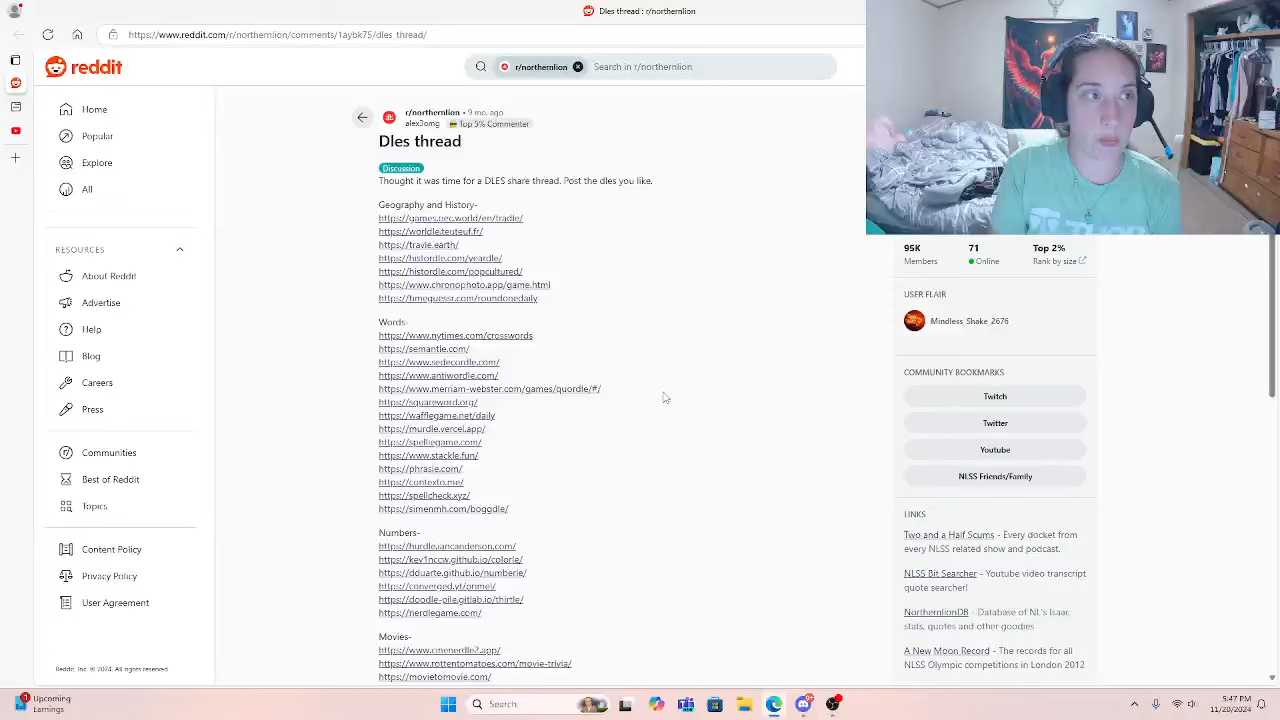 Dles thread : r/northernlion
https://www.reddit.com/r/northernlion/comments/1aybk75/dles_thread/
reddit
r/northernlion
Search in r/northernlion
Home
Popular
Explore
All
RESOURCES
About Reddit
Advertise
Help
Blog
Careers
Press
Communities
Best of Reddit
Topics
Content Policy
Privacy Policy
User Agreement
Reddit, Inc. © 2024. All rights reserved.
r/northernlion • 9 mo. ago
alex3omg Top 5% Commenter
Dles thread
Discussion
Thought it was time for a DLES share thread. Post the dles you like.
Geography and History-
https://games.oec.world/en/tradle/
https://worldle.teuteuf.fr/
https://travle.earth/
https://histordle.com/yeardle/
https://histordle.com/popcultured/
https://www.chronophoto.app/game.html
https://timeguessr.com/roundonedaily
Words-
https://www.nytimes.com/crosswords
https://semantle.com/
https://www.sedecordle.com/
https://www.antiwordle.com/
https://www.merriam-webster.com/games/quordle/#/
https://squareword.org/
https://wafflegame.net/daily
https://murdle.vercel.app/
https://spelliegame.com/
https://www.stackle.fun/
https://phrasle.com/
https://contexto.me/
https://spellcheck.xyz/
https://simenmh.com/boggdle/
Numbers-
https://hurdle.iancanderson.com/
https://kev1nccw.github.io/colorle/
https://dduarte.github.io/numberle/
https://converged.yt/primel/
https://doodle-pile.gitlab.io/thirtle/
https://nerdlegame.com/
Movies-
https://www.cinenerdle2.app/
https://www.rottentomatoes.com/movie-trivia/
https://movietomovie.com/
95K
71
Top 2%
Members
Online
Rank by size
USER FLAIR
Mindless_Shake_2676
COMMUNITY BOOKMARKS
Twitch
Twitter
Youtube
NLSS Friends/Family
LINKS
Two and a Half Scums - Every docket from
every NLSS related show and podcast.
NLSS Bit Searcher - Youtube video transcript
quote searcher!
NorthernlionDB - Database of NL's Isaac
stats, quotes and other goodies
A New Moon Record - The records for all
NLSS Olympic competitions in London 2012
1
Upcoming
Earnings
Search
5:47 PM
11/20/2024